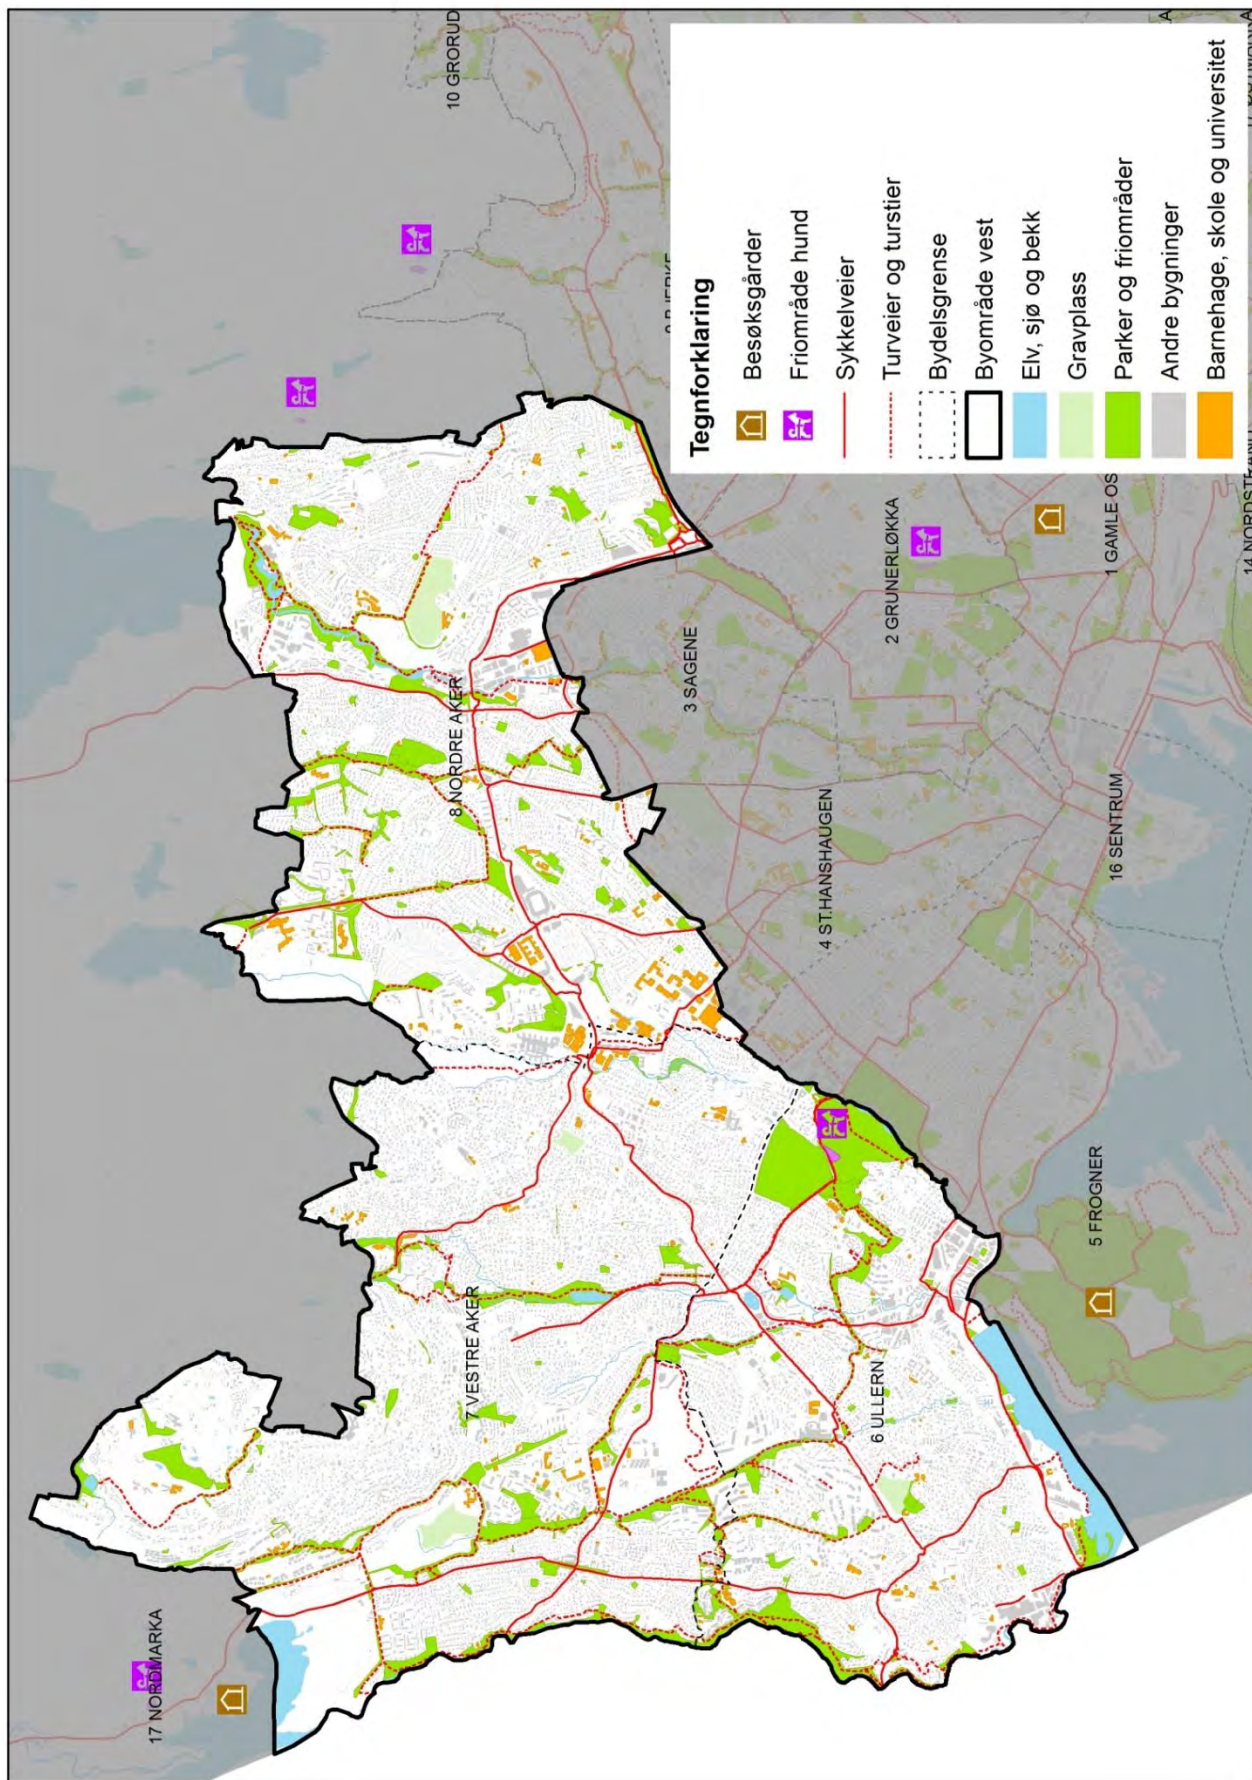 17 NORDMARKA
7 VESTRE AKER
8 NORDRE AKER
10 GRORUD
6 ULLERN
4 ST.HANSHAUGEN
3 SAGENE
2 GRUNERLØKKA
5 FROGNER
16 SENTRUM
1 GAMLE OS
Tegnforklaring
Besøksgårder
Friområde hund
Sykkelveier
Turveier og turstier
Bydelsgrense
Byområde vest
Elv, sjø og bekk
Gravplass
Parker og friområder
Andre bygninger
Barnehage, skole og universitet